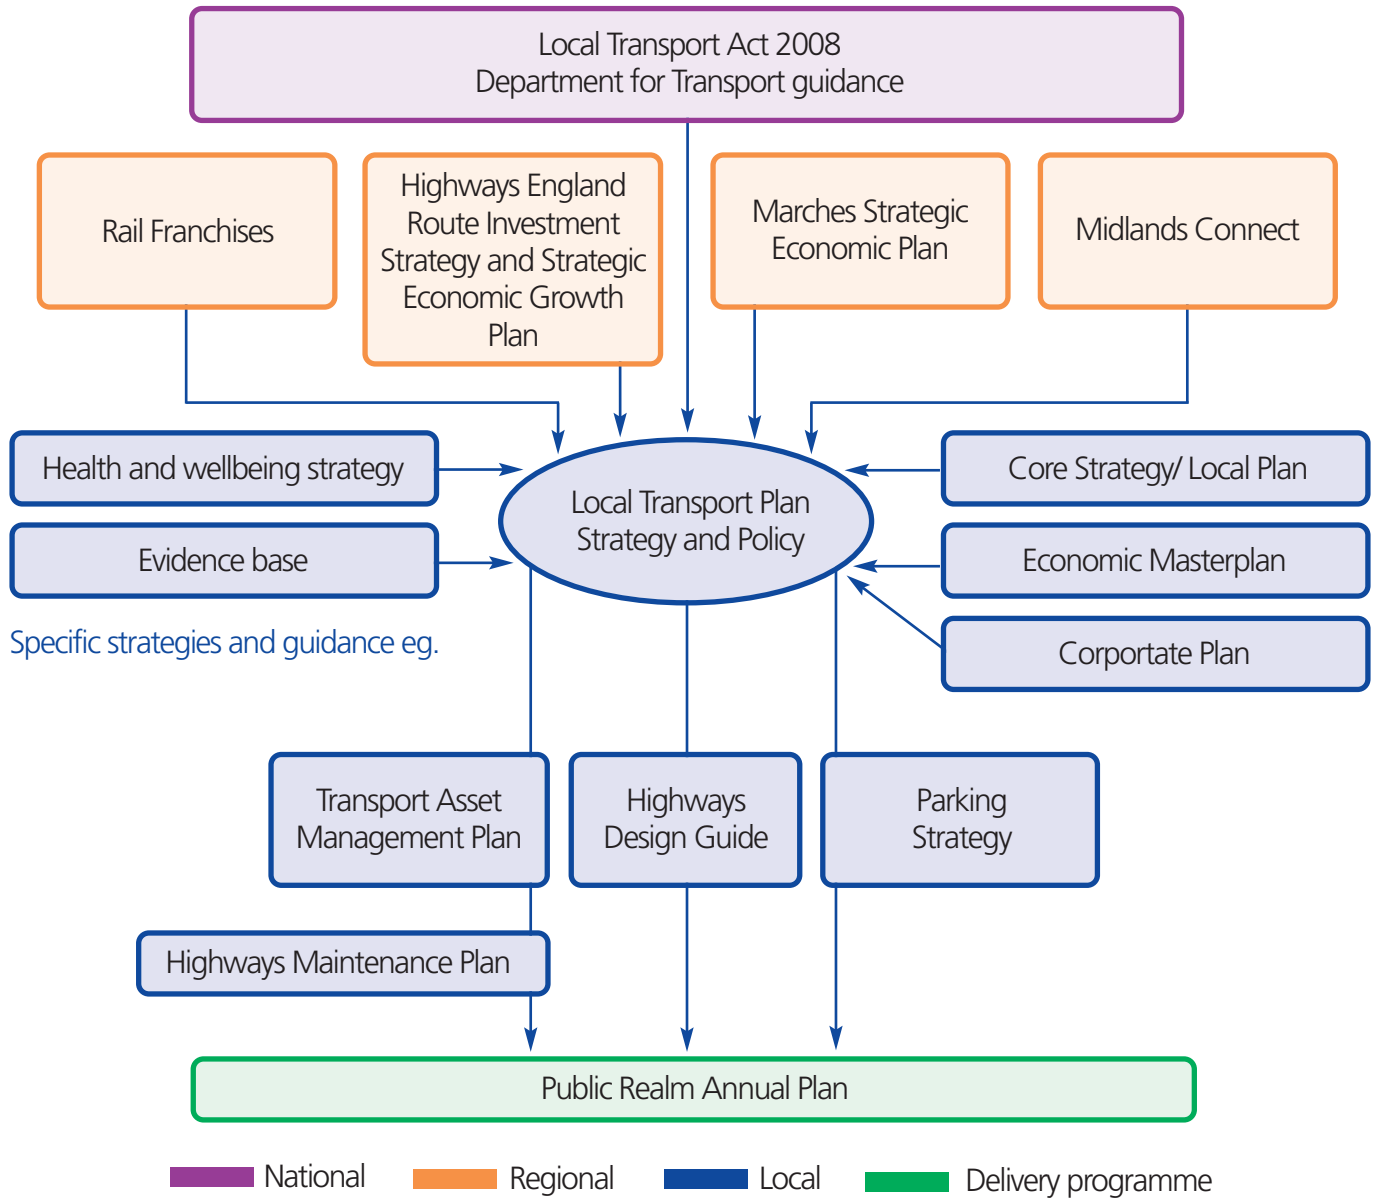 Local Transport Act 2008
Department for Transport guidance
Rail Franchises
Highways England
Route Investment
Strategy and Strategic
Economic Growth
Plan
Marches Strategic
Economic Plan
Midlands Connect
Health and wellbeing strategy
Evidence base
Local Transport Plan
Strategy and Policy
Core Strategy/ Local Plan
Economic Masterplan
Corportate Plan
Specific strategies and guidance eg.
Transport Asset
Management Plan
Highways
Design Guide
Parking
Strategy
Highways Maintenance Plan
Public Realm Annual Plan
National
Regional
Local
Delivery programme